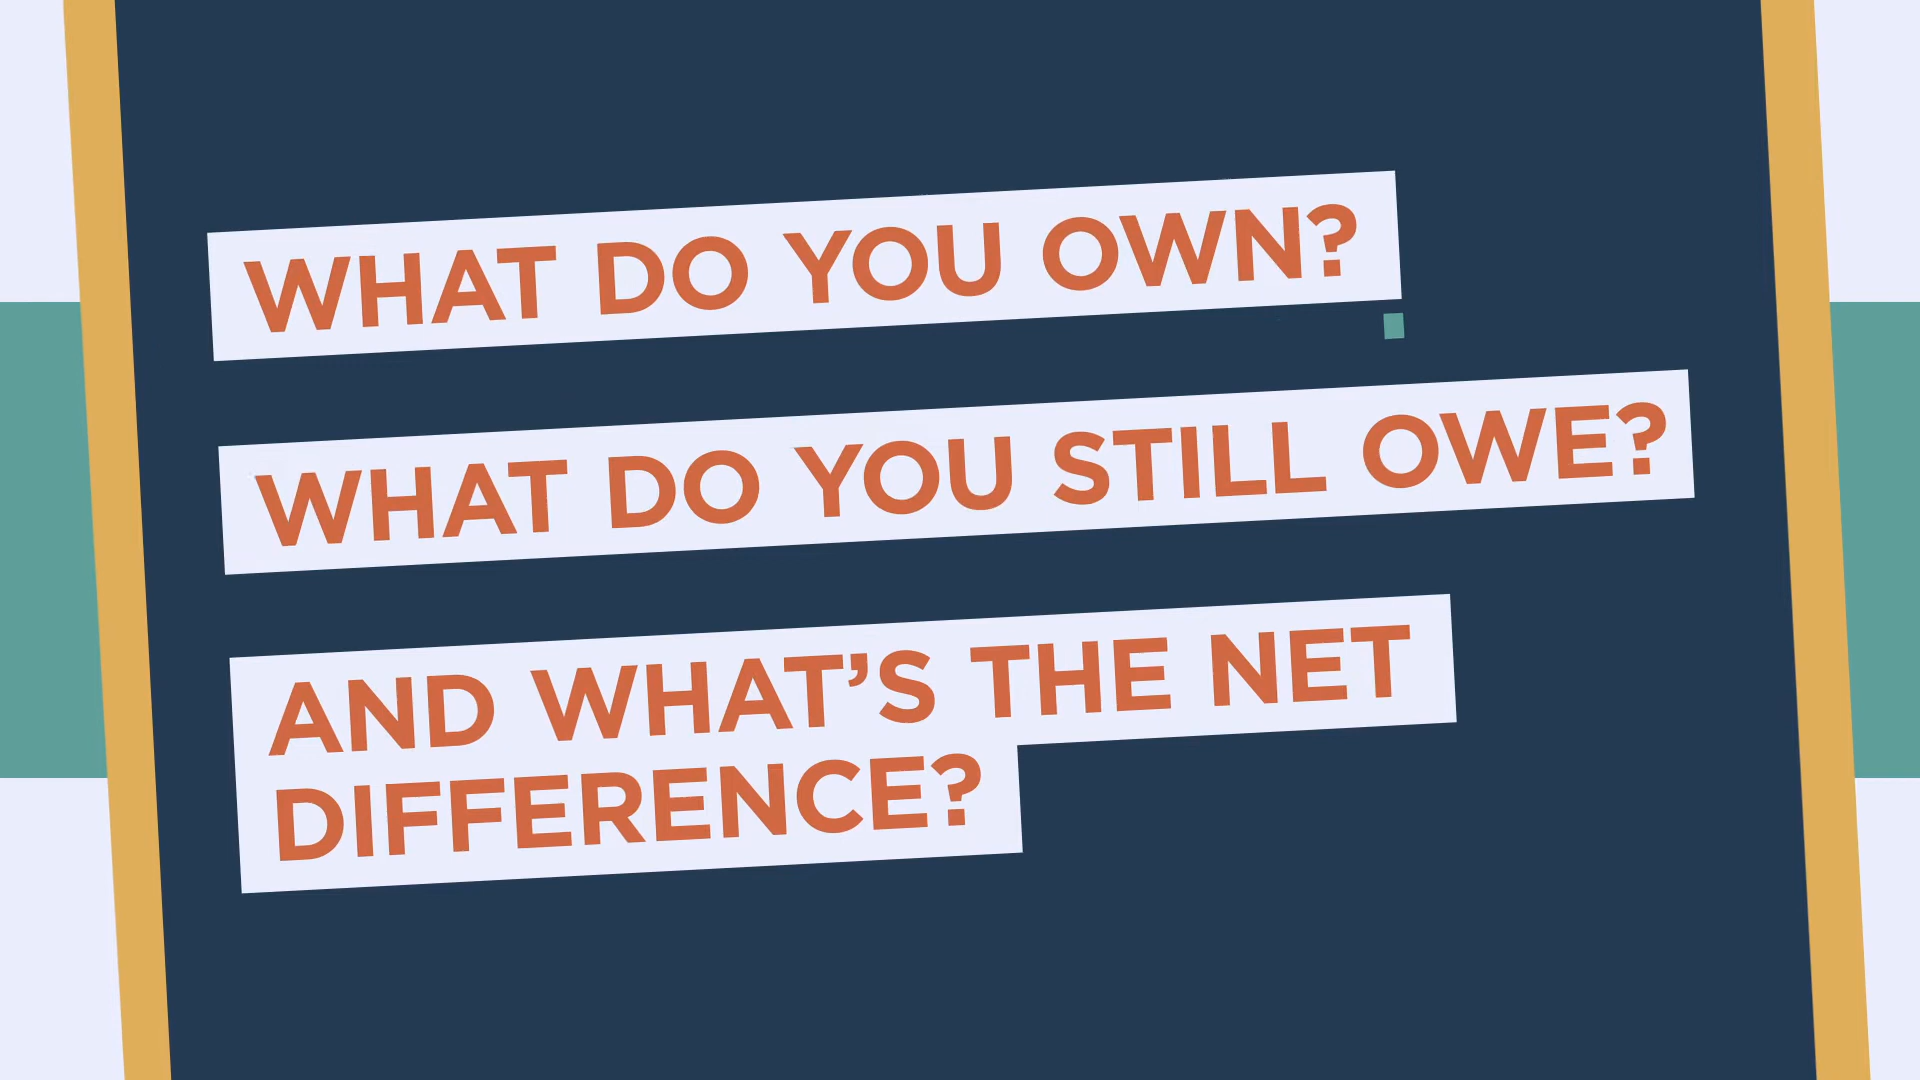 WHAT DO YOU OWN?
WHAT DO YOU STILL OWE?
AND WHAT’S THE NET
DIFFERENCE?